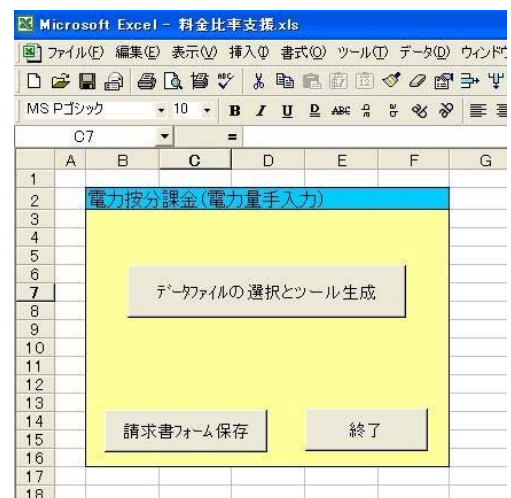 Microsoft Excel - 料金比率支援.xls
ファイル(F) 編集(E) 表示(V) 挿入(I) 書式(O) ツール(T) データ(D) ウィンドウ
MS Pゴシック 10 B I U D ABC
C7 =
A B C D E F G
1
2 電力按分課金(電力量手入力)
3
4
5
6
7 データファイルの選択とツール生成
8
9
10
11
12
13
14
15 請求書フォーム保存 終了
16
17
18